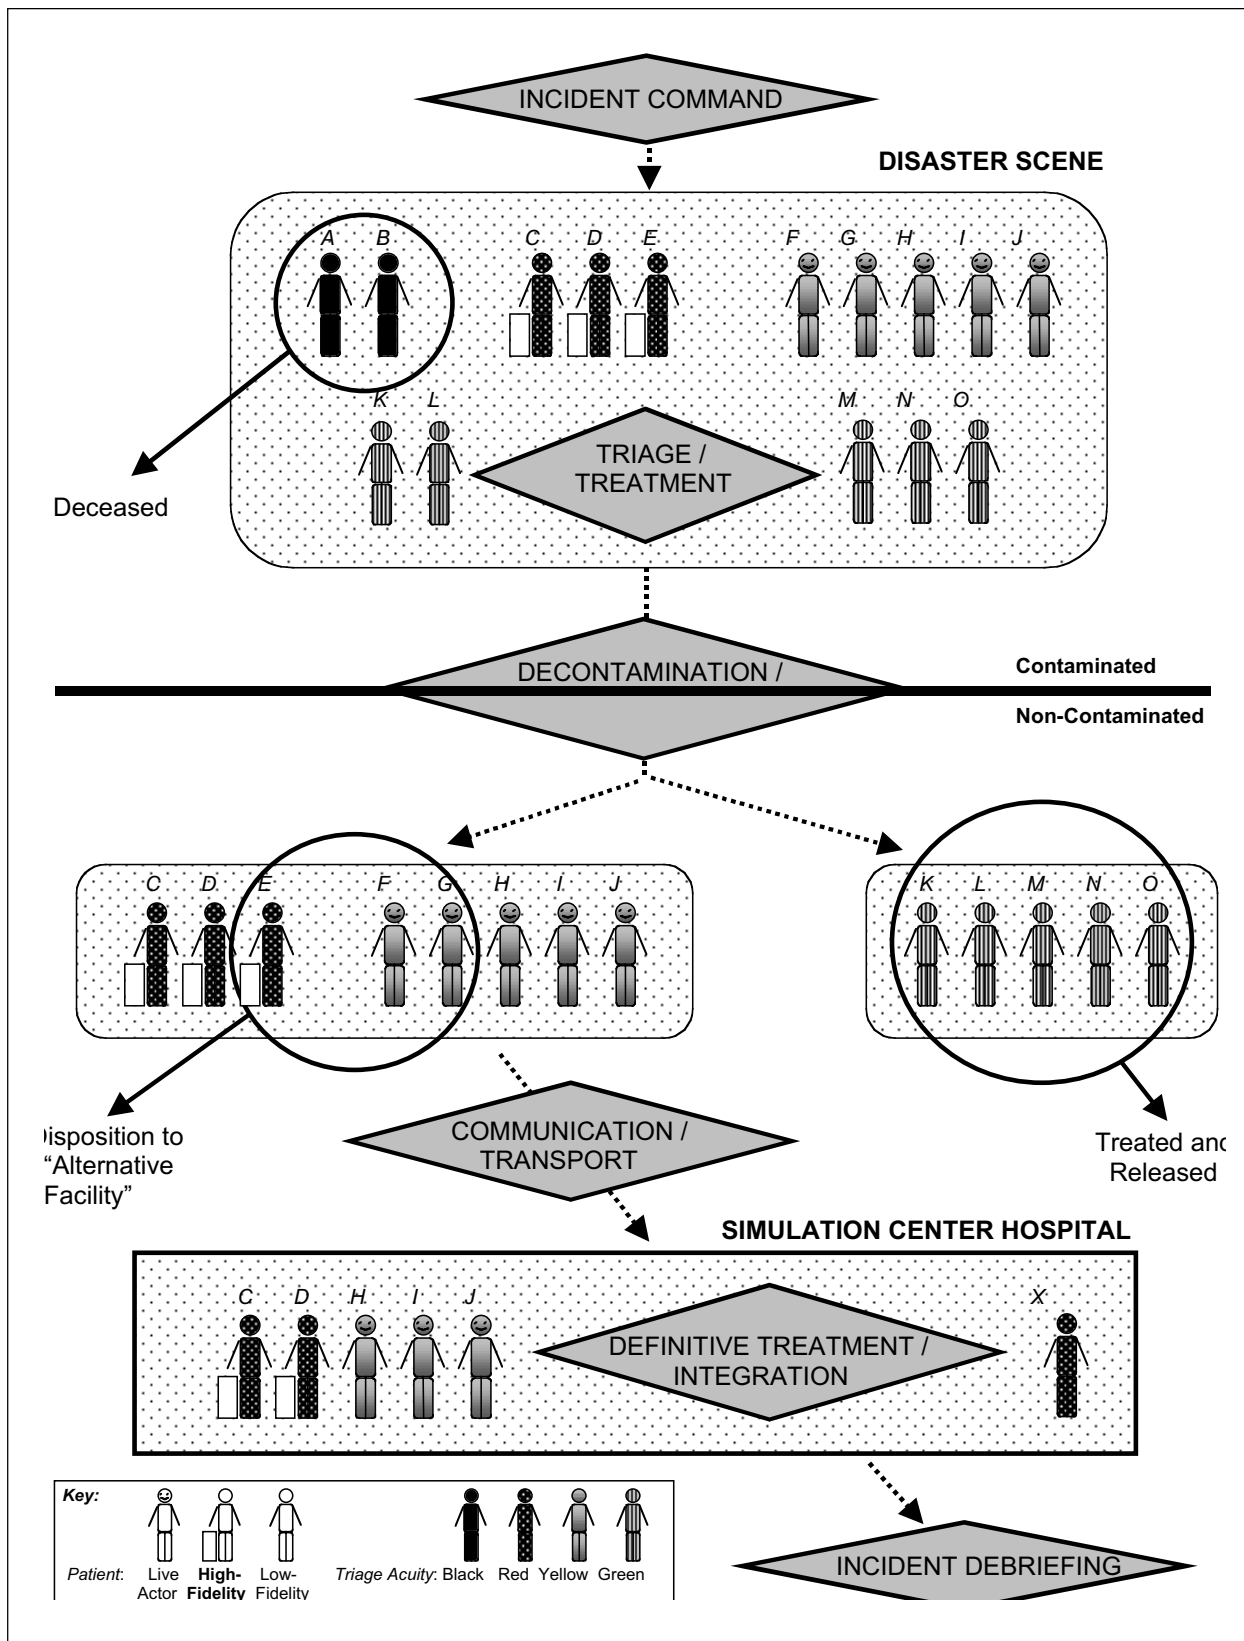 INCIDENT COMMAND
DISASTER SCENE
A B C D E F G H I J
K L M N O
TRIAGE /
TREATMENT
Deceased
DECONTAMINATION /
Contaminated
Non-Contaminated
C D E F G H I J K L M N O
isposition to
“Alternative
Facility”
COMMUNICATION /
TRANSPORT
Treated and
Released
SIMULATION CENTER HOSPITAL
C D H I J X
DEFINITIVE TREATMENT /
INTEGRATION
Key:
Patient: Live High- Low- Triage Acuity: Black Red Yellow Green
Actor Fidelity Fidelity
INCIDENT DEBRIEFING